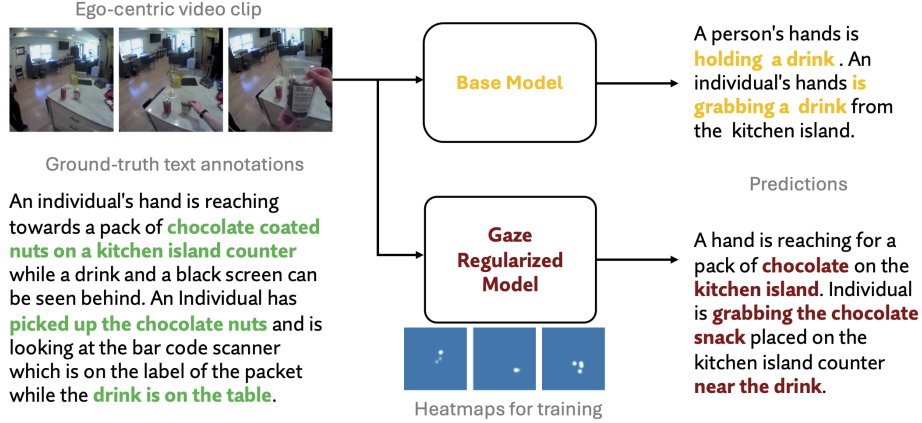 Ego-centric video clip
Ground-truth text annotations
An individual's hand is reaching
towards a pack of chocolate coated
nuts on a kitchen island counter
while a drink and a black screen can
be seen behind. An Individual has
picked up the chocolate nuts and is
looking at the bar code scanner
which is on the label of the packet
while the drink is on the table.
Base Model
Gaze
Regularized
Model
Heatmaps for training
A person's hands is
holding a drink . An
individual's hands is
grabbing a drink from
the kitchen island.
Predictions
A hand is reaching for a
pack of chocolate on the
kitchen island. Individual
is grabbing the chocolate
snack placed on the
kitchen island counter
near the drink.